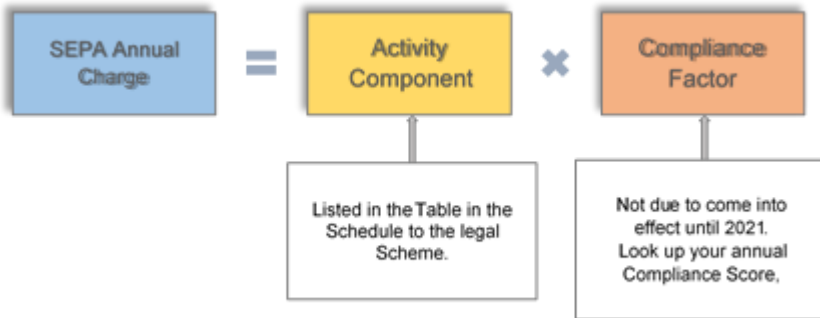 SEPA Annual
Charge
=
Activity
Component
×
Compliance
Factor
Listed in the Table in the
Schedule to the legal
Scheme.
Not due to come into
effect until 2021.
Look up your annual
Compliance Score,